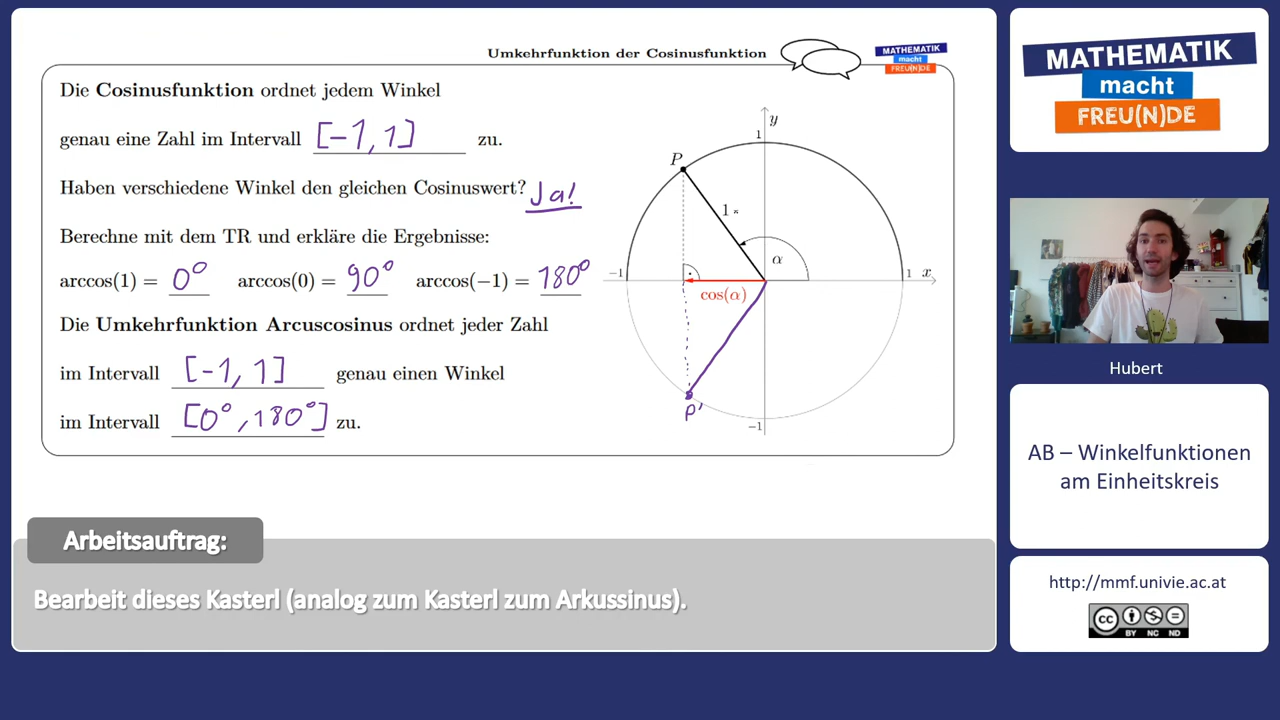 Umkehrfunktion der Cosinusfunktion
MATHEMATIK
macht
FREU(N)DE
Die Cosinusfunktion ordnet jedem Winkel
genau eine Zahl im Intervall [-1, 1] zu.
Haben verschiedene Winkel den gleichen Cosinuswert? Ja!
Berechne mit dem TR und erkläre die Ergebnisse:
arccos(1) = 0° arccos(0) = 90° arccos(−1) = 180°
Die Umkehrfunktion Arcuscosinus ordnet jeder Zahl
im Intervall [-1, 1] genau einen Winkel
im Intervall [0°, 180°] zu.
y
1
P
1
α
−1
1
x
cos(α)
P'
−1
Arbeitsauftrag:
Bearbeit dieses Kasterl (analog zum Kasterl zum Arkussinus).
MATHEMATIK
macht
FREU(N)DE
Hubert
AB – Winkelfunktionen
am Einheitskreis
http://mmf.univie.ac.at
cc
BY NC ND